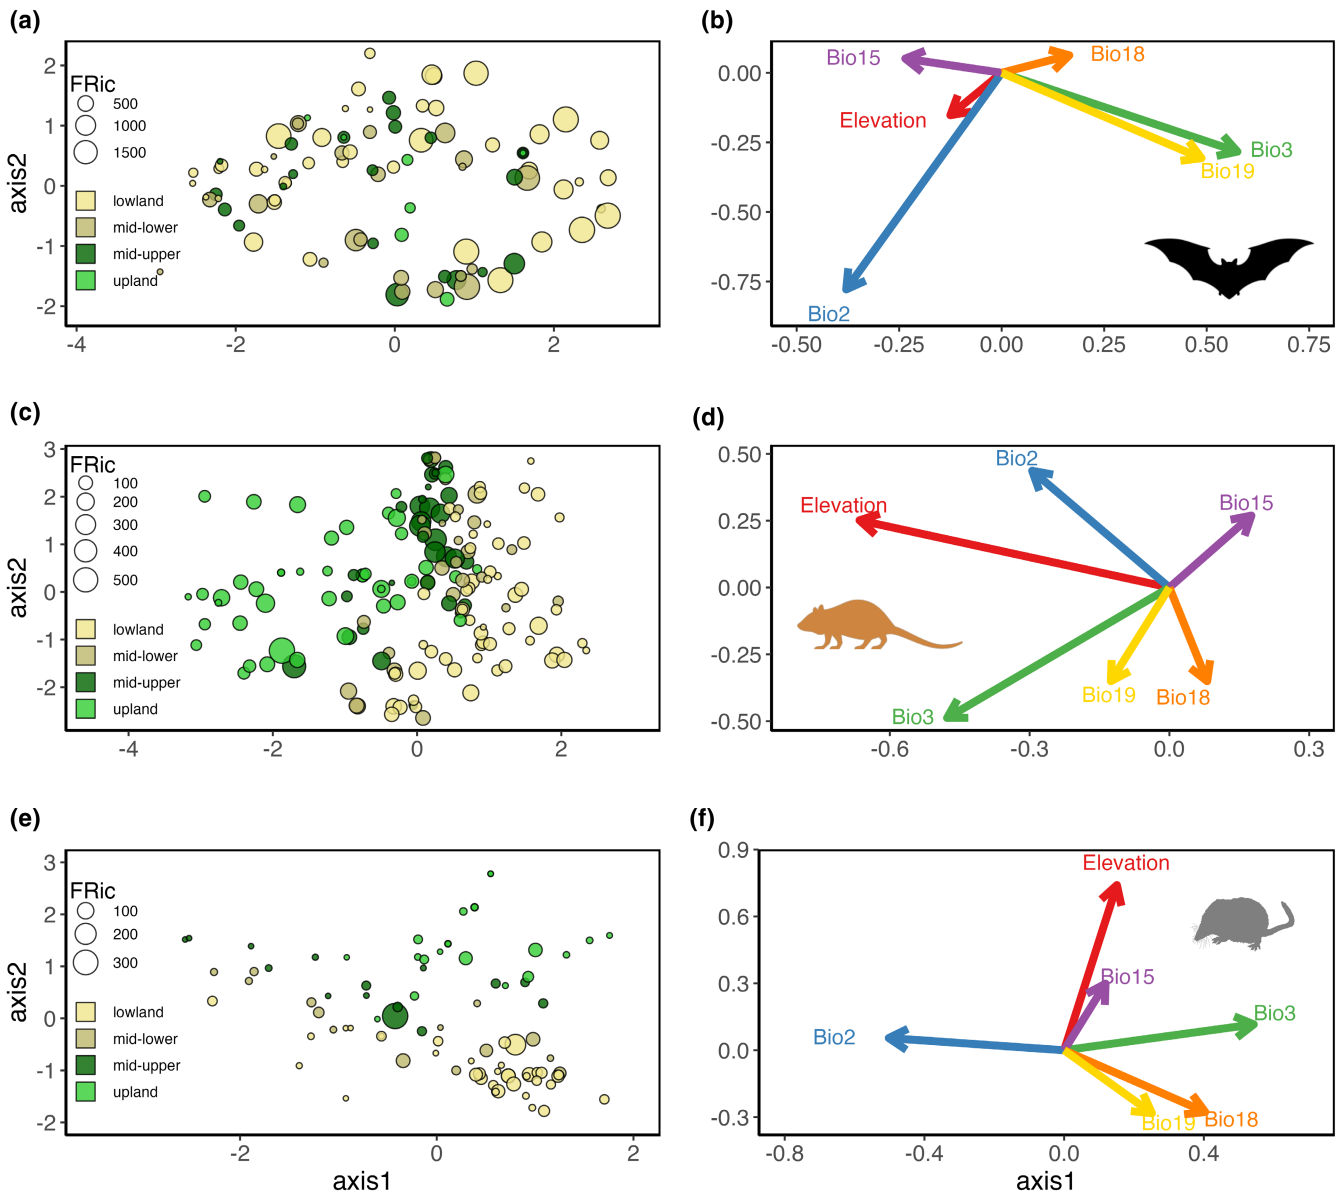 (a)
FRic
500
1000
1500
lowland
mid-lower
mid-upper
upland
axis2
2
1
0
-1
-2
-4
-2
0
2
(b)
Bio15
Bio18
Elevation
Bio3
Bio19
Bio2
0.00
-0.25
-0.50
-0.75
-0.50
-0.25
0.00
0.25
0.50
0.75
(c)
FRic
100
200
300
400
500
lowland
mid-lower
mid-upper
upland
axis2
3
2
1
0
-1
-2
-4
-2
0
2
(d)
Bio2
Elevation
Bio15
Bio19
Bio18
Bio3
0.50
0.25
0.00
-0.25
-0.50
-0.6
-0.3
0.0
0.3
(e)
FRic
100
200
300
lowland
mid-lower
mid-upper
upland
axis2
3
2
1
0
-1
-2
-2
0
2
axis1
(f)
Elevation
Bio15
Bio3
Bio2
Bio19
Bio18
0.9
0.6
0.3
0.0
-0.3
-0.8
-0.4
0.0
0.4
axis1